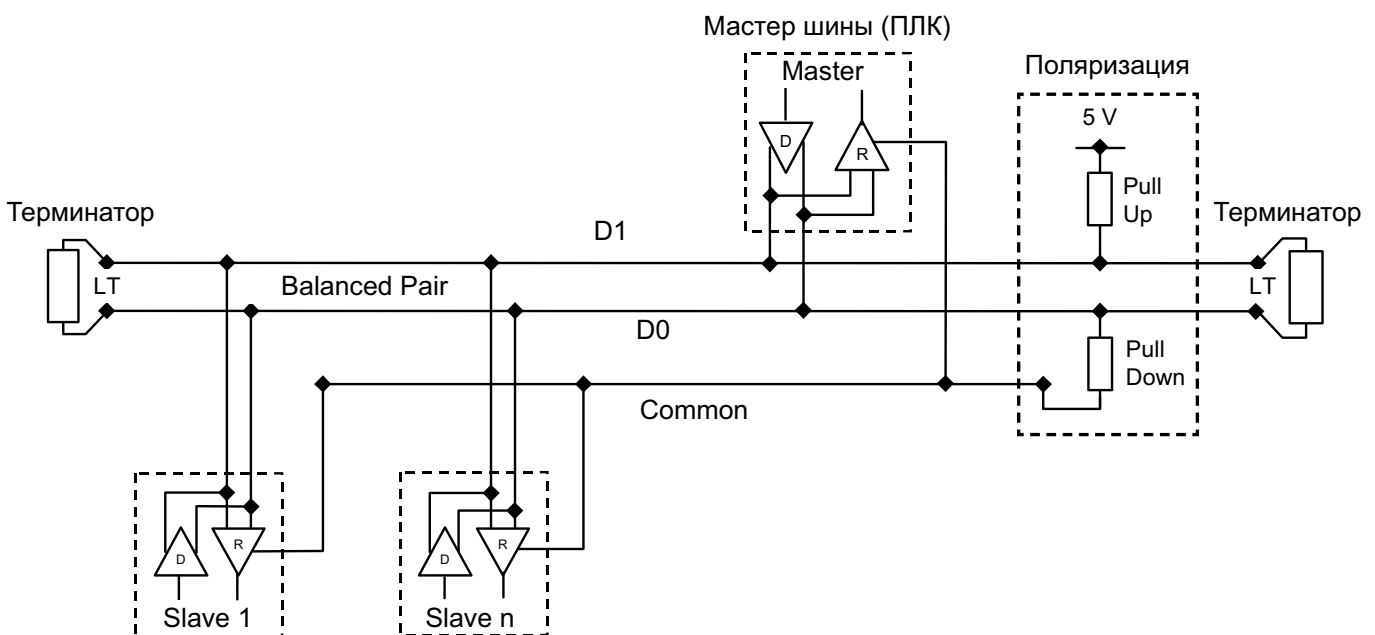 Мастер шины (ПЛК)
Master
Поляризация
5 V
D
R
Pull
Up
Терминатор
Терминатор
D1
LT
Balanced Pair
LT
D0
Pull
Down
Common
R
D
R
D
Slave 1
Slave n